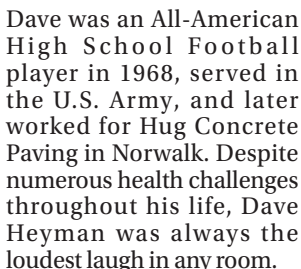 Dave was an All-American
High School Football
player in 1968, served in
the U.S. Army, and later
worked for Hug Concrete
Paving in Norwalk. Despite
numerous health challenges
throughout his life, Dave
Heyman was always the
loudest laugh in any room.